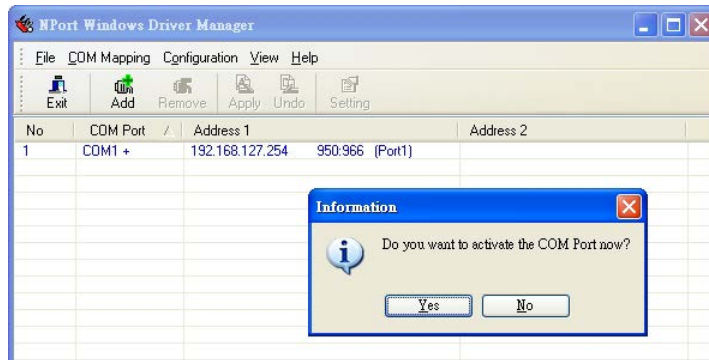 NPort Windows Driver Manager
File COM Mapping Configuration View Help
Exit Add Remove Apply Undo Setting
No COM Port Address 1 Address 2
1 COM1 + 192.168.127.254 950:966 (Port1)
Information
Do you want to activate the COM Port now?
Yes No